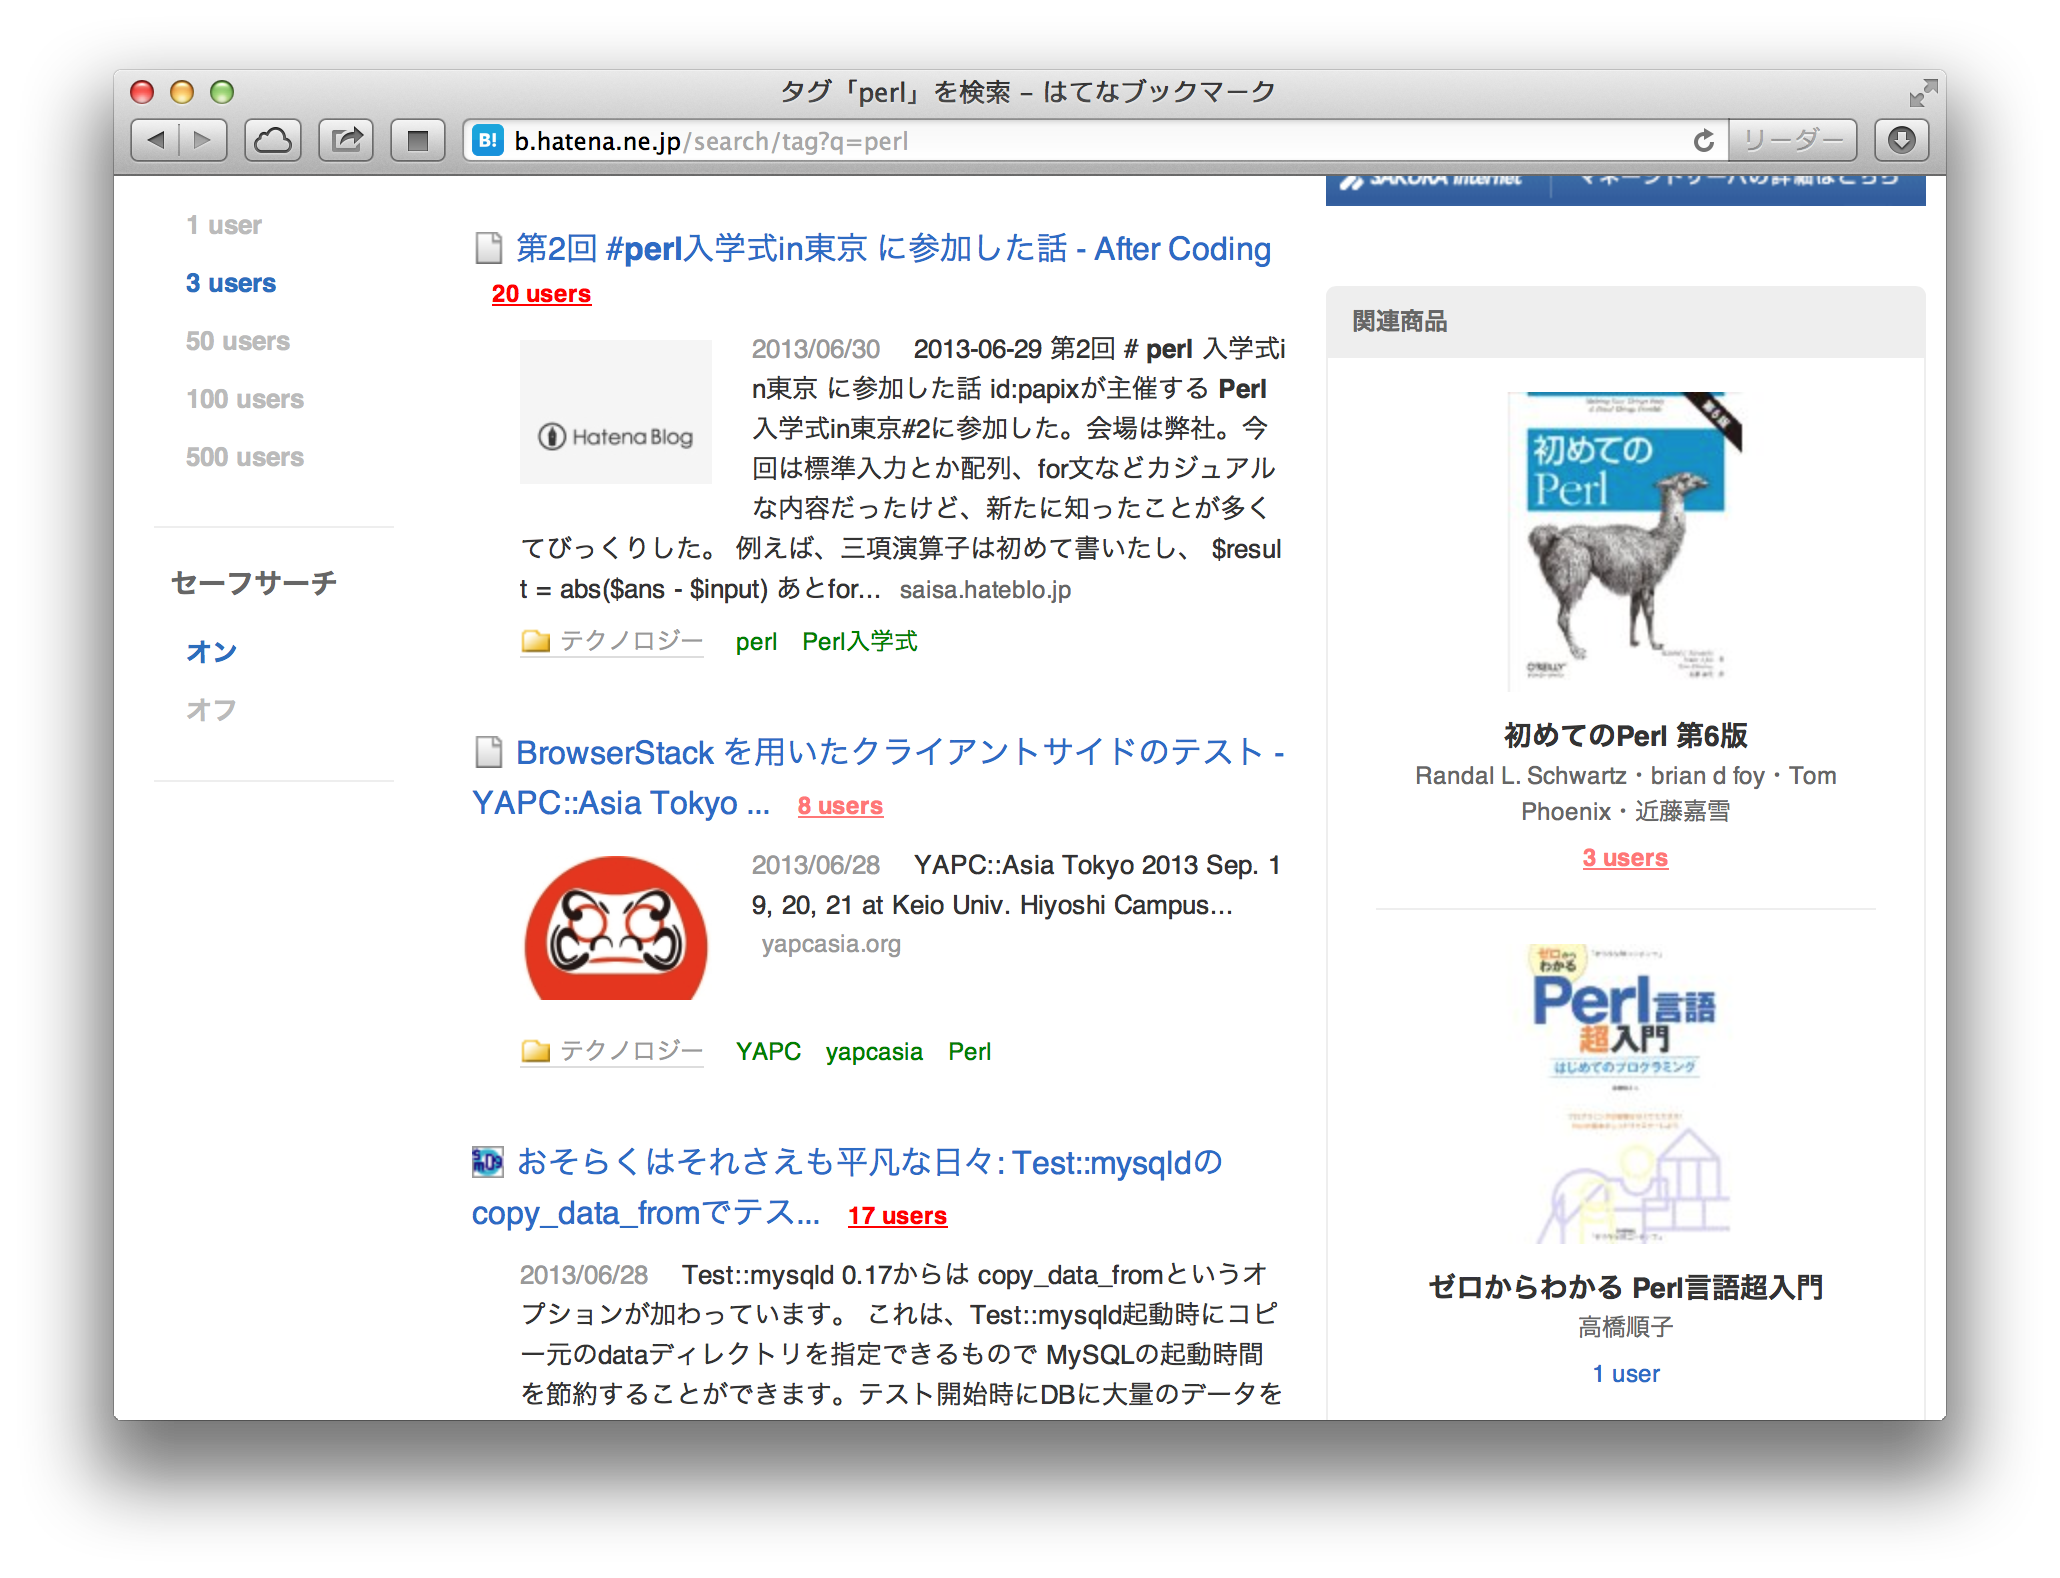 タグ「perl」を検索 – はてなブックマーク
B! b.hatena.ne.jp/search/tag?q=perl
リーダー
1 user
3 users
50 users
100 users
500 users
セーフサーチ
オン
オフ
第2回 #perl入学式in東京 に参加した話 - After Coding
20 users
Hatena Blog
2013/06/30 2013-06-29 第2回 # perl 入学式i
n東京 に参加した話 id:papixが主催する Perl
入学式in東京#2に参加した。会場は弊社。今
回は標準入力とか配列、for文などカジュアル
な内容だったけど、新たに知ったことが多く
てびっくりした。 例えば、三項演算子は初めて書いたし、 $resul
t = abs($ans - $input) あとfor... saisa.hateblo.jp
テクノロジー perl Perl入学式
BrowserStack を用いたクライアントサイドのテスト -
YAPC::Asia Tokyo ... 8 users
2013/06/28 YAPC::Asia Tokyo 2013 Sep. 1
9, 20, 21 at Keio Univ. Hiyoshi Campus...
yapcasia.org
テクノロジー YAPC yapcasia Perl
おそらくはそれさえも平凡な日々: Test::mysqldの
copy_data_fromでテス... 17 users
2013/06/28 Test::mysqld 0.17からは copy_data_fromというオ
プションが加わっています。 これは、Test::mysqld起動時にコピ
ー元のdataディレクトリを指定できるもので MySQLの起動時間
を節約することができます。テスト開始時にDBに大量のデータを
SAKURA internet マネージドサーバの詳細はこちら
関連商品
第6版
初めての
Perl
O'REILLY
初めてのPerl 第6版
Randal L. Schwartz・brian d foy・Tom
Phoenix・近藤嘉雪
3 users
ゼロから
わかる
Perl言語
超入門
はじめてのプログラミング
ゼロからわかる Perl言語超入門
高橋順子
1 user